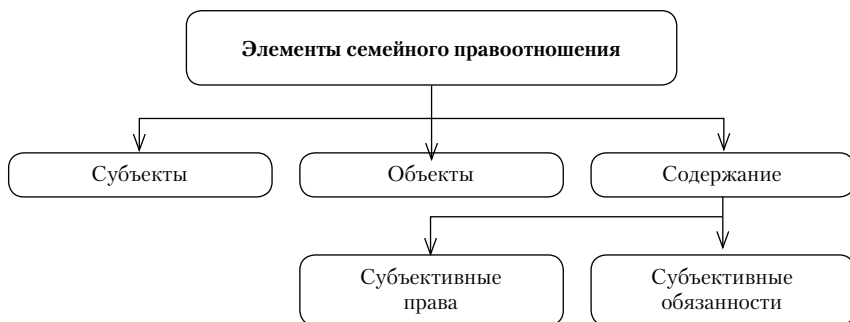 Элементы семейного правоотношения
Субъекты
Объекты
Содержание
Субъективные
права
Субъективные
обязанности